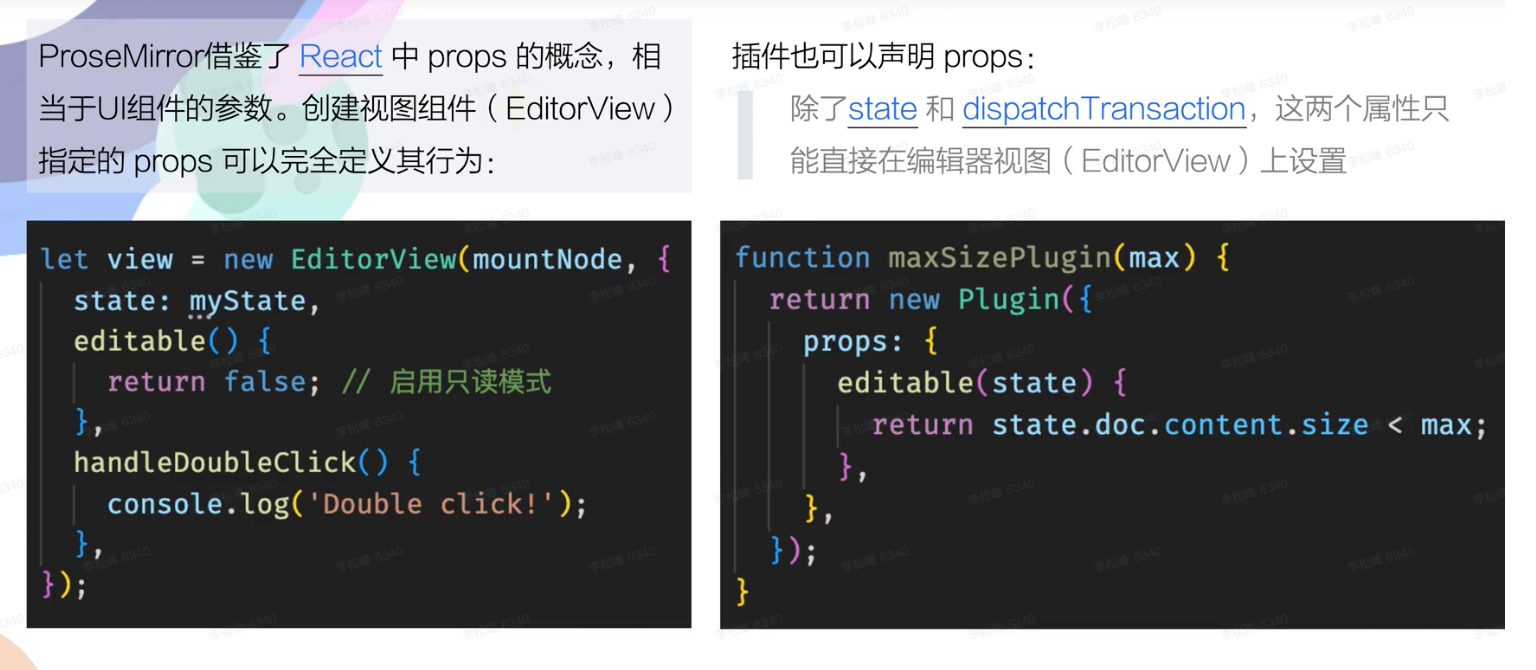 ProseMirror借鉴了 React 中 props 的概念，相
当于UI组件的参数。创建视图组件（EditorView）
指定的 props 可以完全定义其行为：
let view = new EditorView(mountNode, {
  state: myState,
  editable() {
    return false; // 启用只读模式
  },
  handleDoubleClick() {
    console.log('Double click!');
  },
});
插件也可以声明 props：
除了state 和 dispatchTransaction，这两个属性只
能直接在编辑器视图（EditorView）上设置
function maxSizePlugin(max) {
  return new Plugin({
    props: {
      editable(state) {
        return state.doc.content.size < max;
      },
    },
  });
}
李松峰 6340